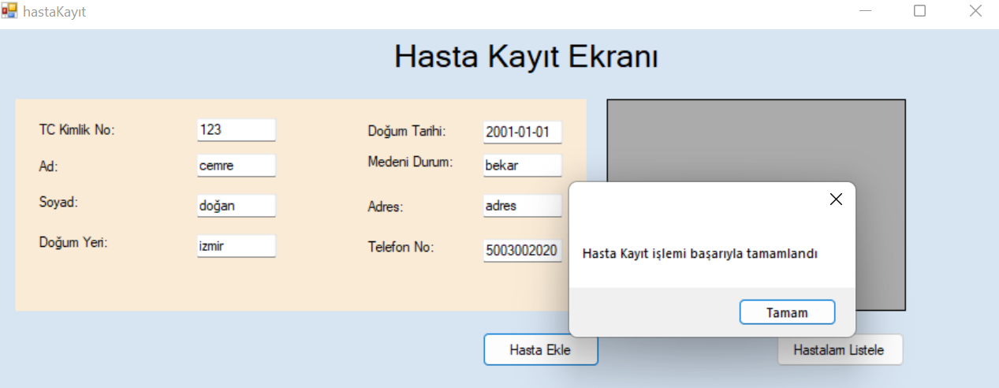 hastaKayıt
Hasta Kayıt Ekranı
TC Kimlik No: 123
Ad: cemre
Soyad: doğan
Doğum Yeri: izmir
Doğum Tarihi: 2001-01-01
Medeni Durum: bekar
Adres: adres
Telefon No: 5003002020
Hasta Kayıt işlemi başarıyla tamamlandı
Tamam
Hasta Ekle
Hastalam Listele